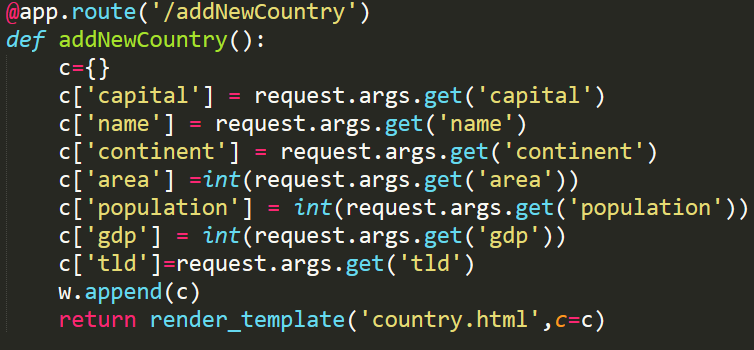 @app.route('/addNewCountry')
def addNewCountry():
    c={}
    c['capital'] = request.args.get('capital')
    c['name'] = request.args.get('name')
    c['continent'] = request.args.get('continent')
    c['area'] =int(request.args.get('area'))
    c['population'] = int(request.args.get('population'))
    c['gdp'] = int(request.args.get('gdp'))
    c['tld']=request.args.get('tld')
    w.append(c)
    return render_template('country.html',c=c)